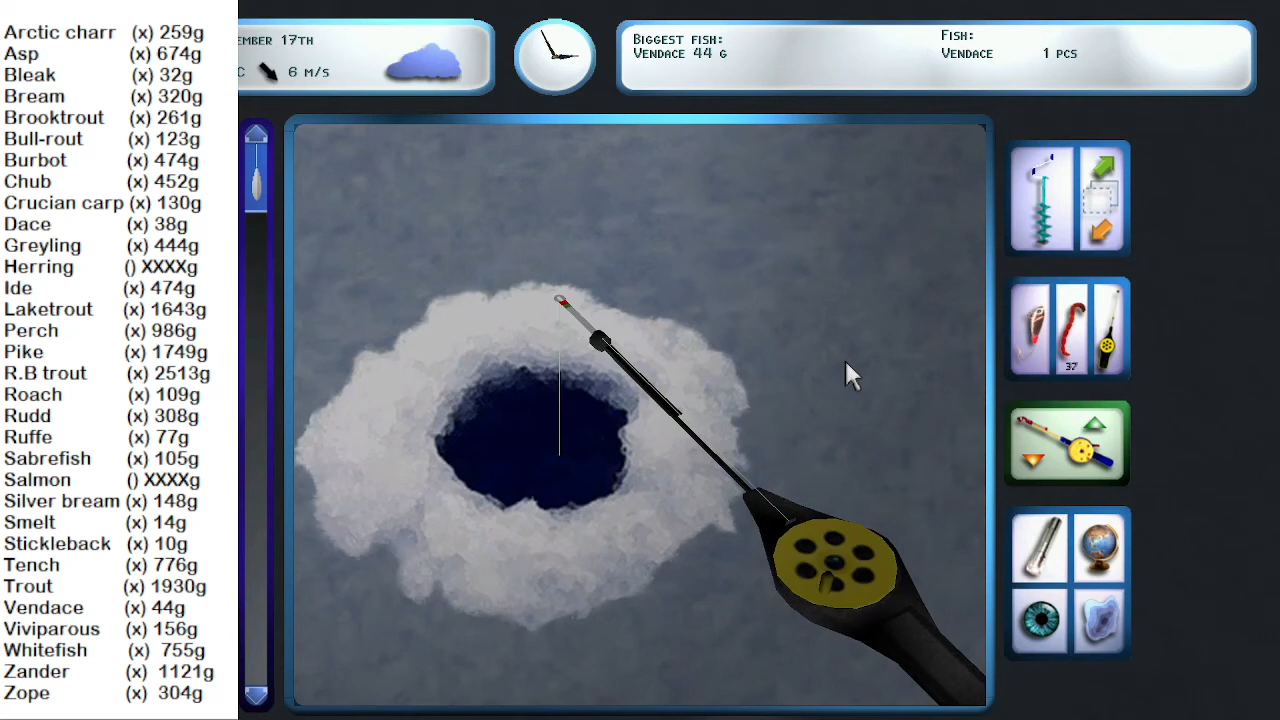 Arctic charr (x) 259g
Asp (x) 674g
Bleak (x) 32g
Bream (x) 320g
Brooktrout (x) 261g
Bull-rout (x) 123g
Burbot (x) 474g
Chub (x) 452g
Crucian carp (x) 130g
Dace (x) 38g
Greyling (x) 444g
Herring () XXXXg
Ide (x) 474g
Laketrout (x) 1643g
Perch (x) 986g
Pike (x) 1749g
R.B trout (x) 2513g
Roach (x) 109g
Rudd (x) 308g
Ruffe (x) 77g
Sabrefish (x) 105g
Salmon () XXXXg
Silver bream (x) 148g
Smelt (x) 14g
Stickleback (x) 10g
Tench (x) 776g
Trout (x) 1930g
Vendace (x) 44g
Viviparous (x) 156g
Whitefish (x) 755g
Zander (x) 1121g
Zope (x) 304g
EMBER 17TH
C 6 M/S
BIGGEST FISH:
VENDACE 44 G
FISH:
VENDACE 1 PCS
37